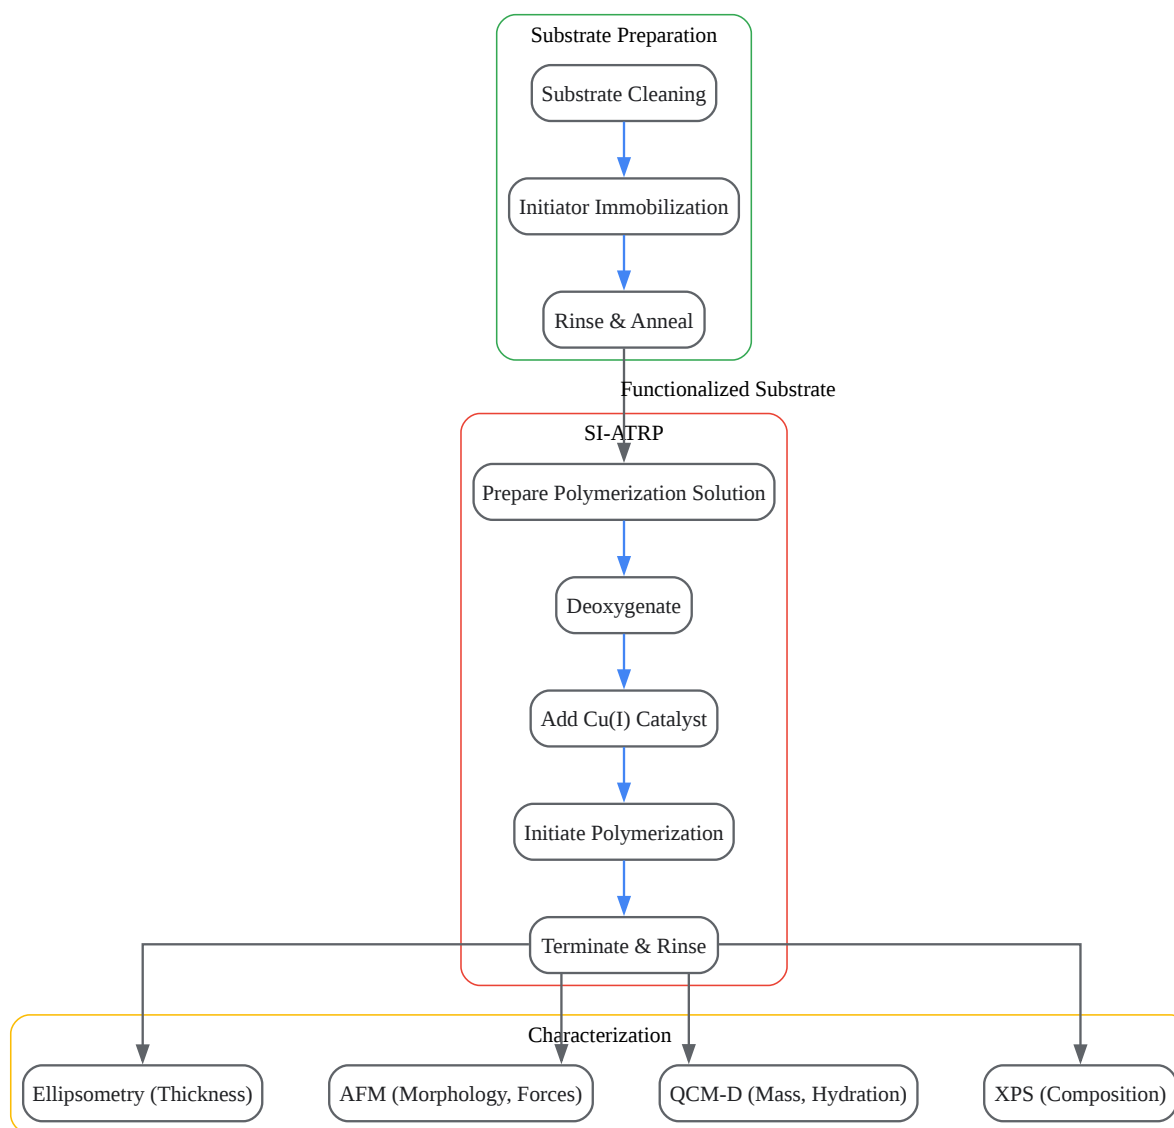 Substrate Preparation
Substrate Cleaning
Initiator Immobilization
Rinse & Anneal
Functionalized Substrate
SI-ATRP
Prepare Polymerization Solution
Deoxygenate
Add Cu(I) Catalyst
Initiate Polymerization
Terminate & Rinse
Characterization
Ellipsometry (Thickness)
AFM (Morphology, Forces)
QCM-D (Mass, Hydration)
XPS (Composition)